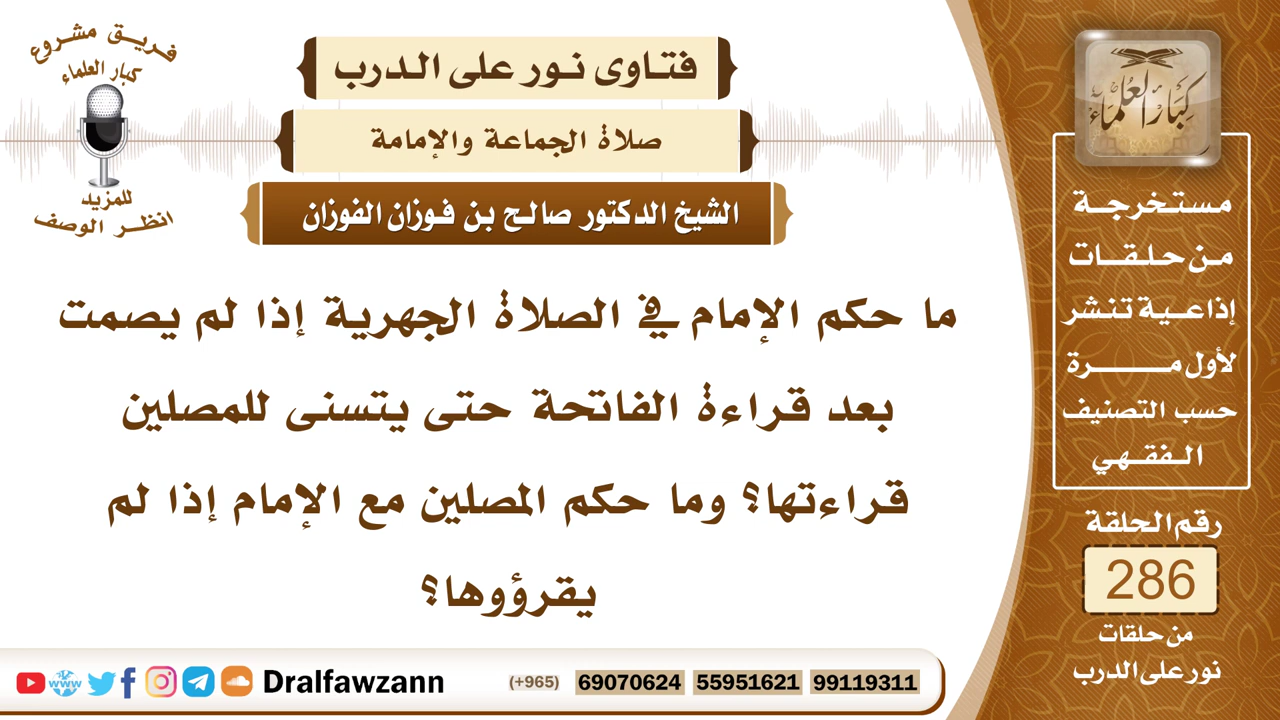 فريق مشروع
كبار العلماء
للمزيد
انظر الوصف
فتاوى نور على الدرب
صلاة الجماعة والإمامة
الشيخ الدكتور صالح بن فوزان الفوزان
ما حكم الإمام في الصلاة الجهرية إذا لم يصمت
بعد قراءة الفاتحة حتى يتسنى للمصلين
قراءتها؟ وما حكم المصلين مع الإمام إذا لم
يقرؤوها؟
كبار العلماء
مستخرجة
من حلقات
إذاعية تنشر
لأول مرة
حسب التصنيف
الفقهي
رقم الحلقة
286
من حلقات
نور على الدرب
www Dralfawzann (+965) 69070624 55951621 99119311